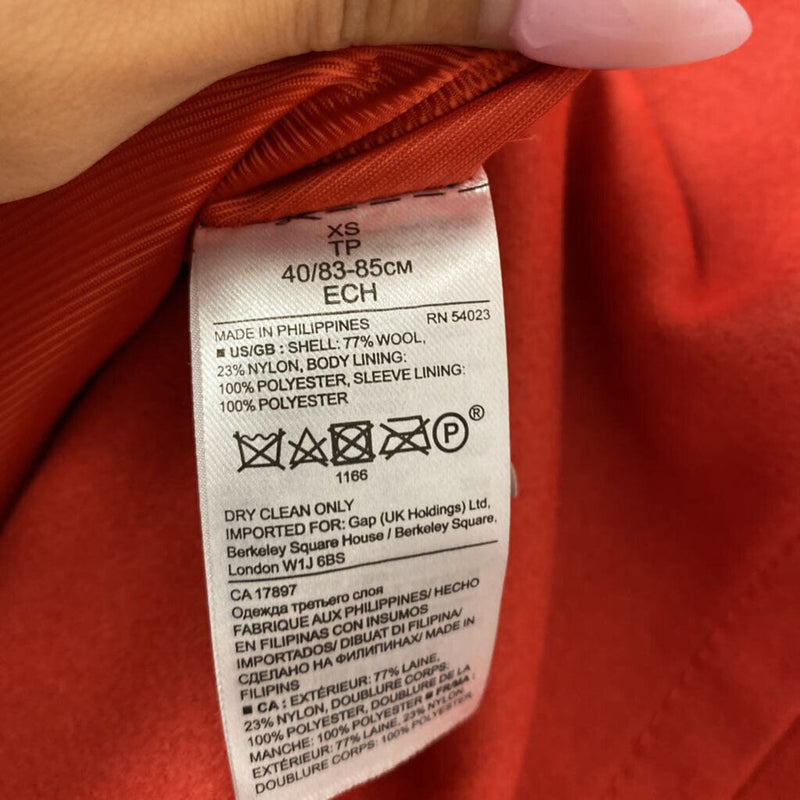 XS
TP
40/83-85CM
ECH
MADE IN PHILIPPINES RN 54023
■ US/GB : SHELL: 77% WOOL,
23% NYLON, BODY LINING:
100% POLYESTER, SLEEVE LINING:
100% POLYESTER
P ®
1166
DRY CLEAN ONLY
IMPORTED FOR: Gap (UK Holdings) Ltd,
Berkeley Square House / Berkeley Square,
London W1J 6BS
CA 17897
Одежда третьего слоя
FABRIQUE AUX PHILIPPINES/ HECHO
EN FILIPINAS CON INSUMOS
IMPORTADOS/ DIBUAT DI FILIPINA/
СДЕЛАНО НА ФИЛИПИНАХ/ MADE IN
FILIPINS
■ CA : EXTÉRIEUR: 77% LAINE,
23% NYLON, DOUBLURE CORPS:
100% POLYESTER, DOUBLURE DE LA
MANCHE: 100% POLYESTER ■ FR/MA :
EXTÉRIEUR: 77% LAINE, 23% NYLON,
DOUBLURE CORPS: 100% POLYESTER,